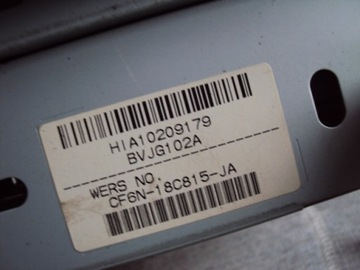 HIA10209179
BVJG102A
WERS NO.
CF6N-18C815-JA